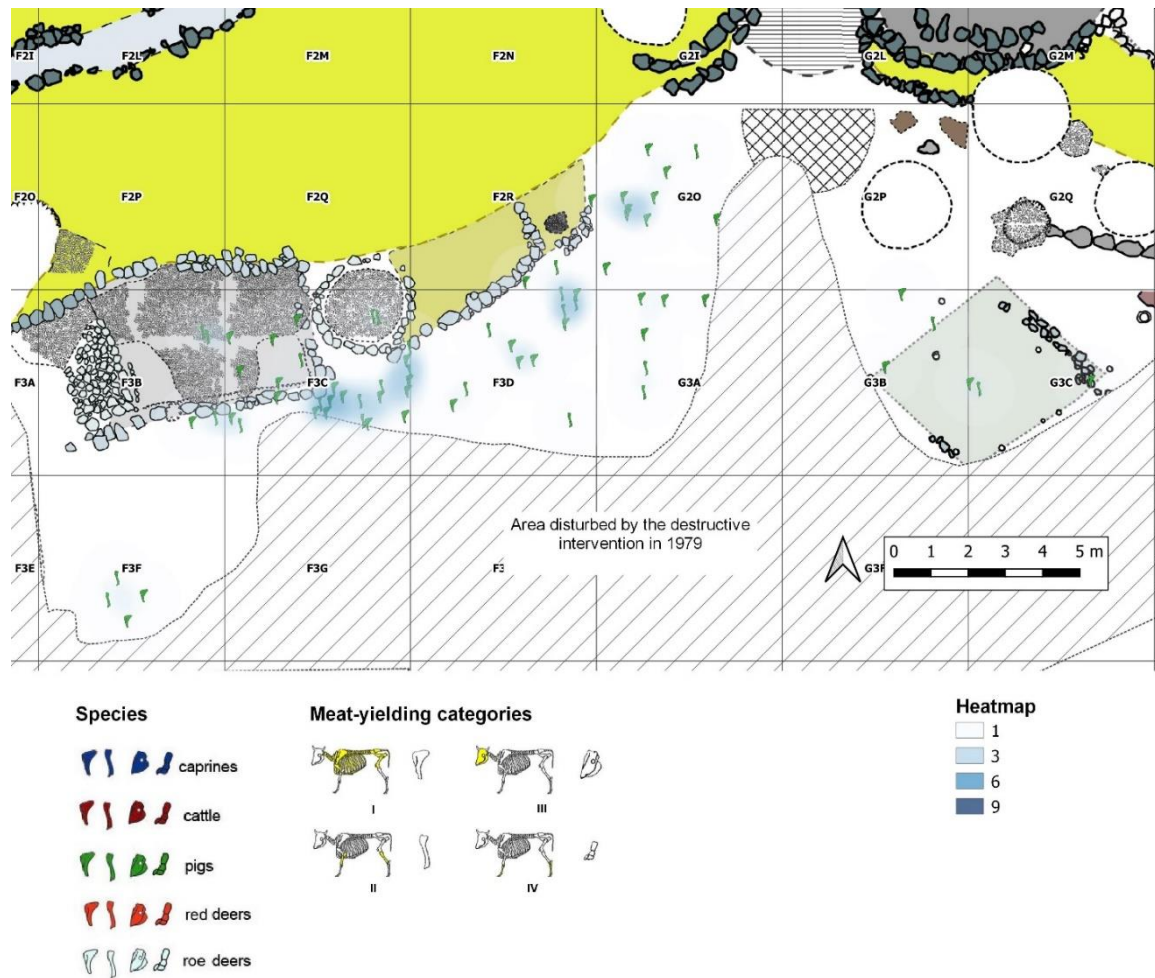 F2I F2L F2M F2N G2I G2L G2M
F2O F2P F2Q F2R G2O G2P G2Q
F3A F3B F3C F3D G3A G3B G3C
Area disturbed by the destructive
intervention in 1979
0 1 2 3 4 5 m
F3E F3F F3G
Species
caprines
cattle
pigs
red deers
roe deers
Meat-yielding categories
I
III
II
IV
Heatmap
1
3
6
9